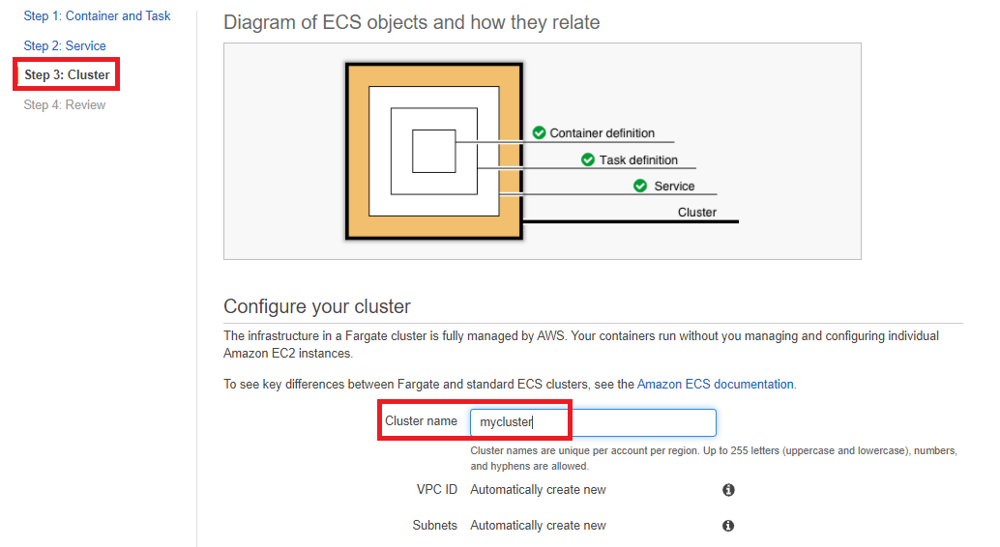 Step 1: Container and Task
Step 2: Service
Step 3: Cluster
Step 4: Review
Diagram of ECS objects and how they relate
Container definition
Task definition
Service
Cluster
Configure your cluster
The infrastructure in a Fargate cluster is fully managed by AWS. Your containers run without you managing and configuring individual
Amazon EC2 instances.
To see key differences between Fargate and standard ECS clusters, see the Amazon ECS documentation.
Cluster name mycluster
Cluster names are unique per account per region. Up to 255 letters (uppercase and lowercase), numbers,
and hyphens are allowed.
VPC ID Automatically create new
Subnets Automatically create new